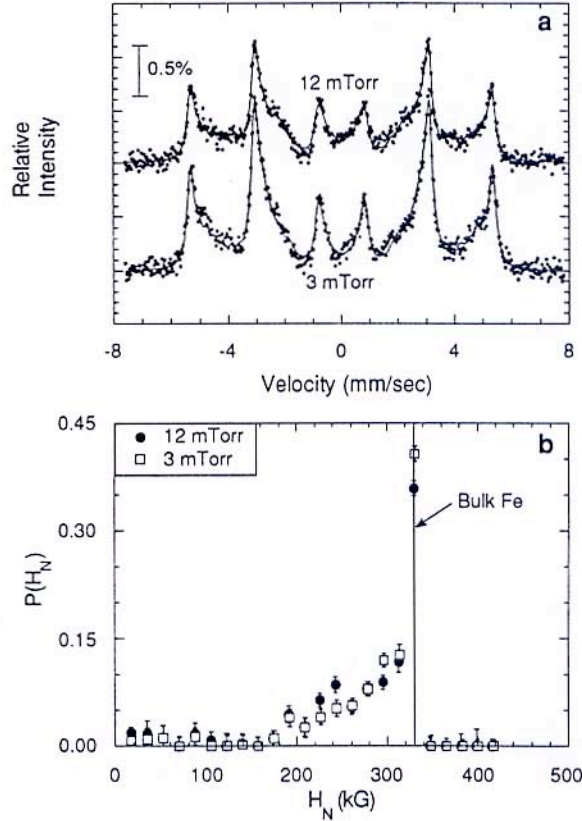 a
0.5%
12 mTorr
3 mTorr
Relative
Intensity
-8 -4 0 4 8
Velocity (mm/sec)
b
12 mTorr
3 mTorr
Bulk Fe
0.45
0.30
0.15
0.00
P(H_N)
0 100 200 300 400 500
H_N (kG)